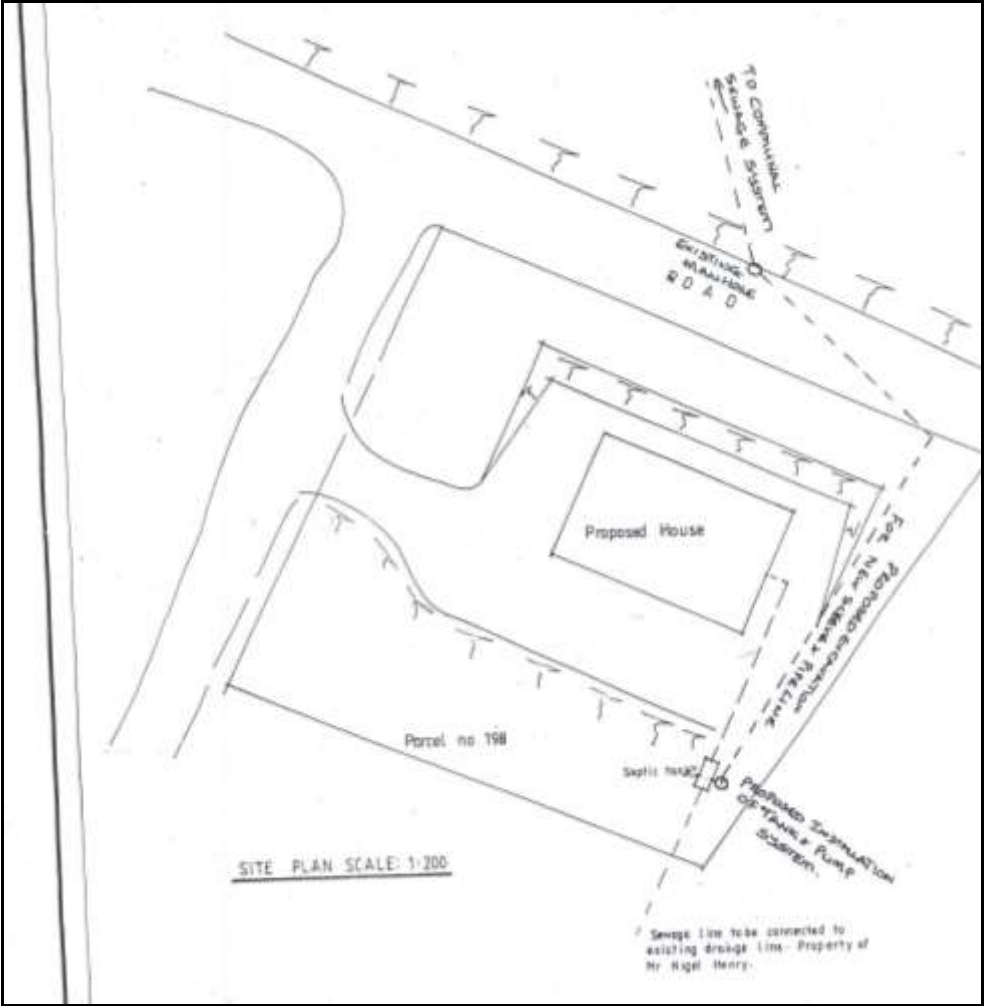 TO COMMUNAL
SEWAGE SYSTEM
EXISTING
MANHOLE
ROAD
Proposed House
PROPOSED EXCAVATION
FOR NEW SEWER & PIPELINE
Parcel no 198
Septic tank
PROPOSED INSTALLATION
OF TANK & PUMP
SYSTEM.
SITE PLAN SCALE: 1:200
Sewage line to be connected to
existing drainge line- Property of
Mr Nigel Henry.